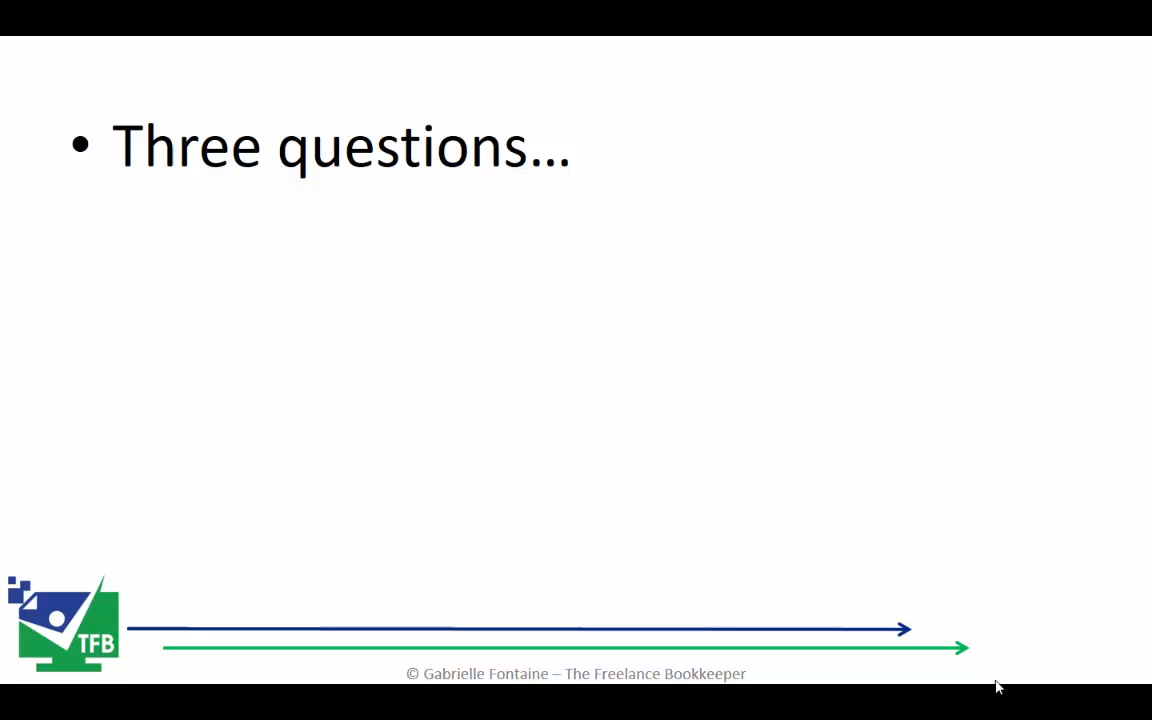 • Three questions...
TFB
© Gabrielle Fontaine – The Freelance Bookkeeper